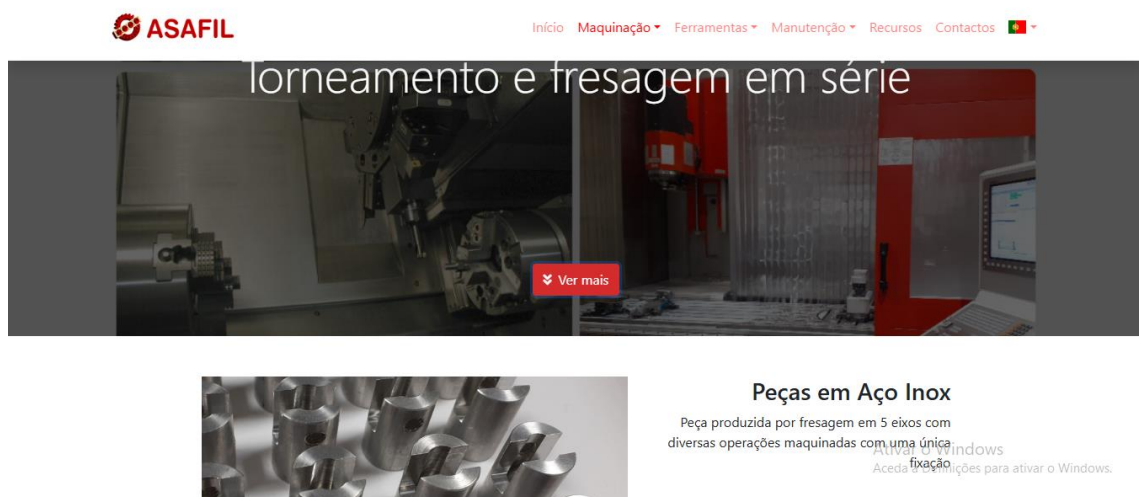 ASAFIL
Início Maquinação Ferramentas Manutenção Recursos Contactos
Torneamento e fresagem em série
Ver mais
Peças em Aço Inox
Peça produzida por fresagem em 5 eixos com
diversas operações maquinadas com uma única
fixação
Ativar o Windows
Aceda a Definições para ativar o Windows.